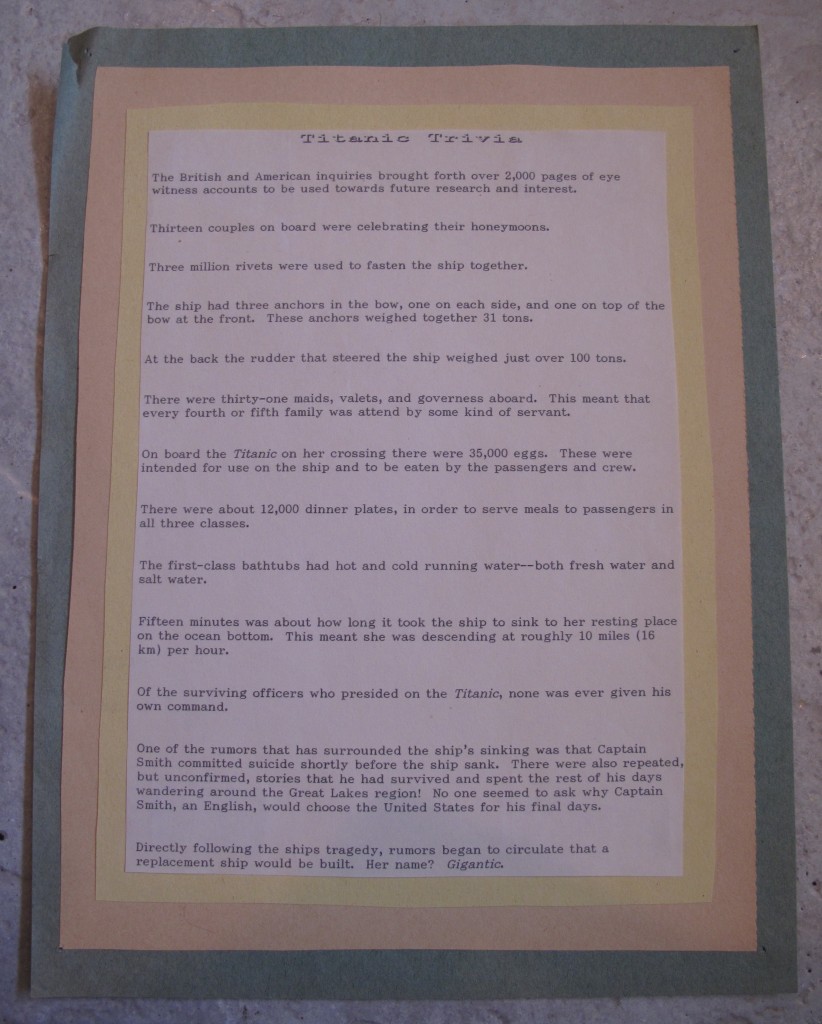 Titanic Trivia
The British and American inquiries brought forth over 2,000 pages of eye
witness accounts to be used towards future research and interest.
Thirteen couples on board were celebrating their honeymoons.
Three million rivets were used to fasten the ship together.
The ship had three anchors in the bow, one on each side, and one on top of the
bow at the front. These anchors weighed together 31 tons.
At the back the rudder that steered the ship weighed just over 100 tons.
There were thirty-one maids, valets, and governess aboard. This meant that
every fourth or fifth family was attend by some kind of servant.
On board the Titanic on her crossing there were 35,000 eggs. These were
intended for use on the ship and to be eaten by the passengers and crew.
There were about 12,000 dinner plates, in order to serve meals to passengers in
all three classes.
The first-class bathtubs had hot and cold running water--both fresh water and
salt water.
Fifteen minutes was about how long it took the ship to sink to her resting place
on the ocean bottom. This meant she was descending at roughly 10 miles (16
km) per hour.
Of the surviving officers who presided on the Titanic, none was ever given his
own command.
One of the rumors that has surrounded the ship's sinking was that Captain
Smith committed suicide shortly before the ship sank. There were also repeated,
but unconfirmed, stories that he had survived and spent the rest of his days
wandering around the Great Lakes region! No one seemed to ask why Captain
Smith, an English, would choose the United States for his final days.
Directly following the ships tragedy, rumors began to circulate that a
replacement ship would be built. Her name? Gigantic.